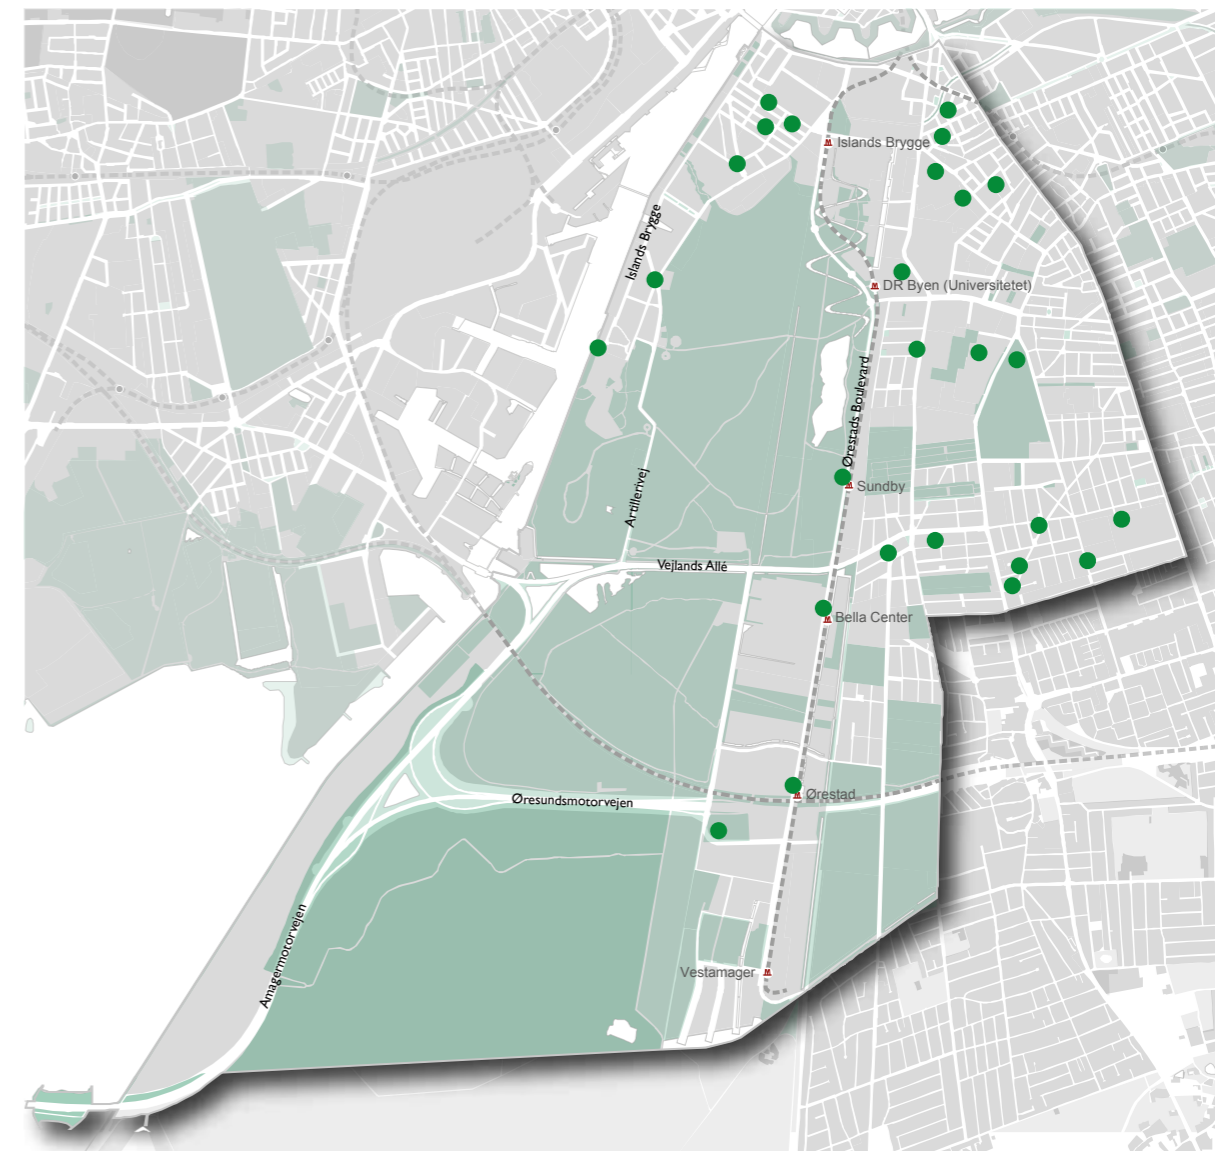 Islands Brygge
Islands Brygge
DR Byen (Universitetet)
Ørestads Boulevard
Sundby
Artillerivej
Vejlands Allé
Bella Center
Ørestad
Øresundsmotorvejen
Amagermotorvejen
Vestamager